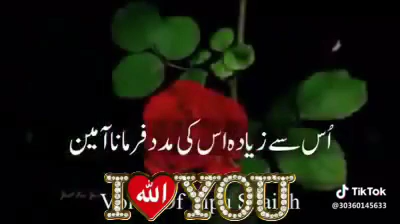 اُس سے زیادہ اس کی مدد فرمانا آمین
I الله YOU
TikTok
@30360145633